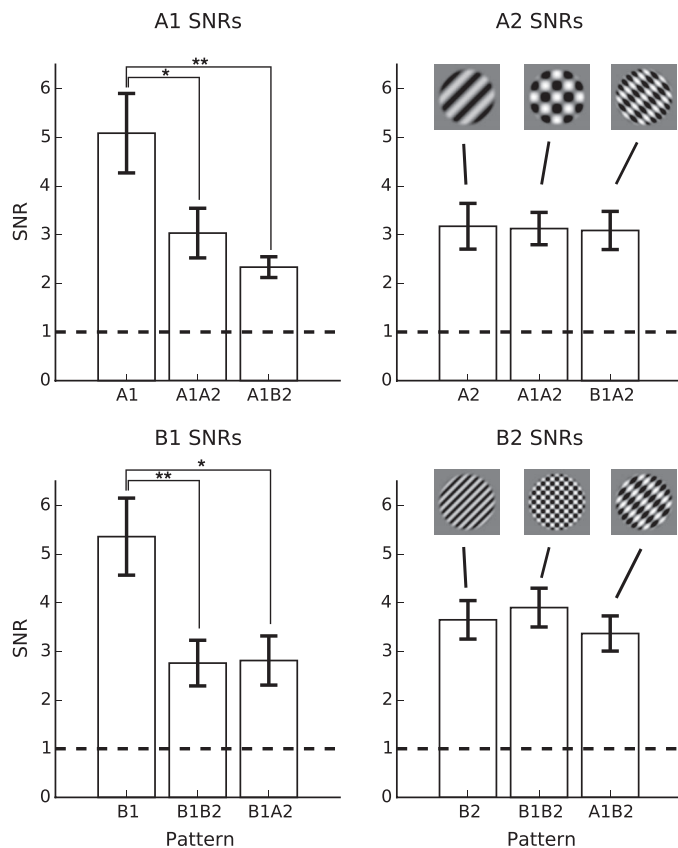 A1 SNRs
SNR
6
5
4
3
2
1
0
**
*
A1 A1A2 A1B2
A2 SNRs
6
5
4
3
2
1
0
A2 A1A2 B1A2
B1 SNRs
SNR
6
5
4
3
2
1
0
*
**
B1 B1B2 B1A2
Pattern
B2 SNRs
6
5
4
3
2
1
0
B2 B1B2 A1B2
Pattern